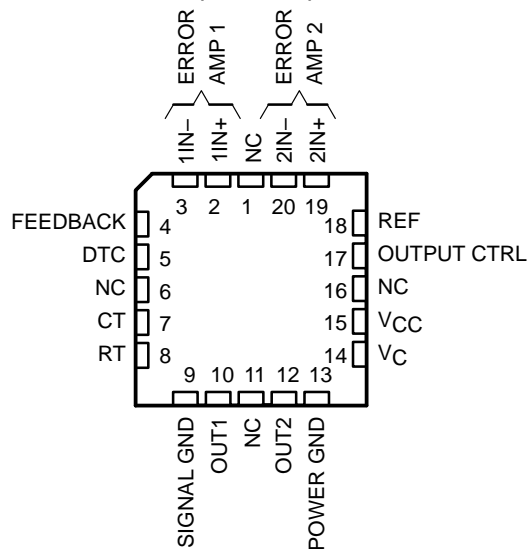 ERROR
AMP 1
ERROR
AMP 2
1IN–
1IN+
NC
2IN–
2IN+
3
2
1
20
19
FEEDBACK
4
18
REF
DTC
5
17
OUTPUT CTRL
NC
6
16
NC
CT
7
15
VCC
RT
8
14
VC
9
10
11
12
13
SIGNAL GND
OUT1
NC
OUT2
POWER GND